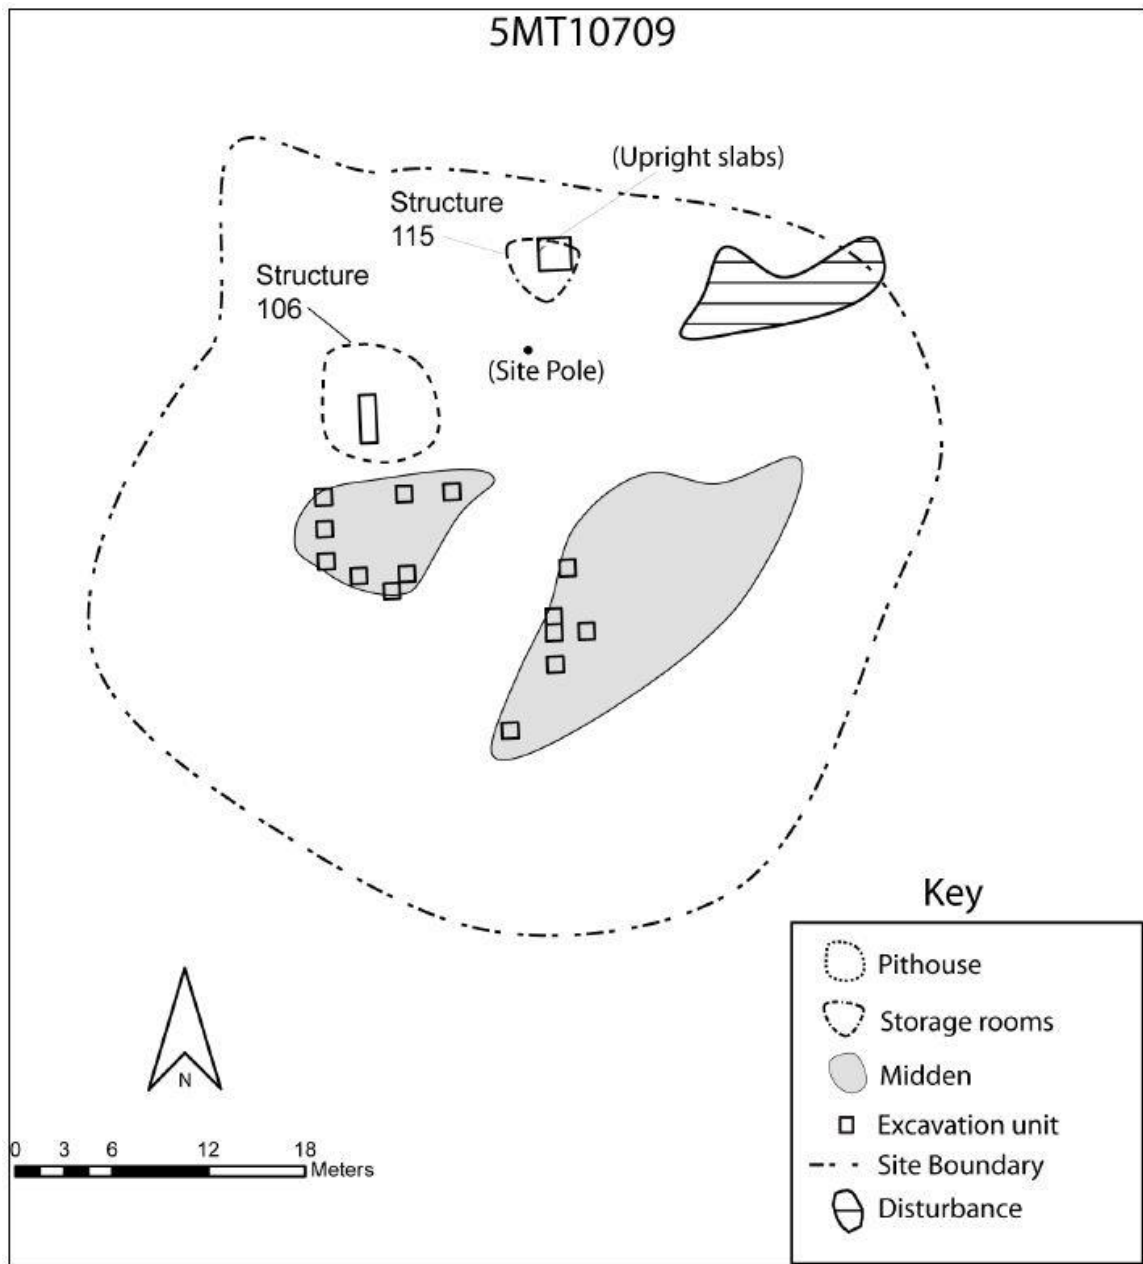 5MT10709
(Upright slabs)
Structure
115
Structure
106
(Site Pole)
Key
Pithouse
Storage rooms
Midden
Excavation unit
Site Boundary
Disturbance
N
0 3 6 12 18
Meters